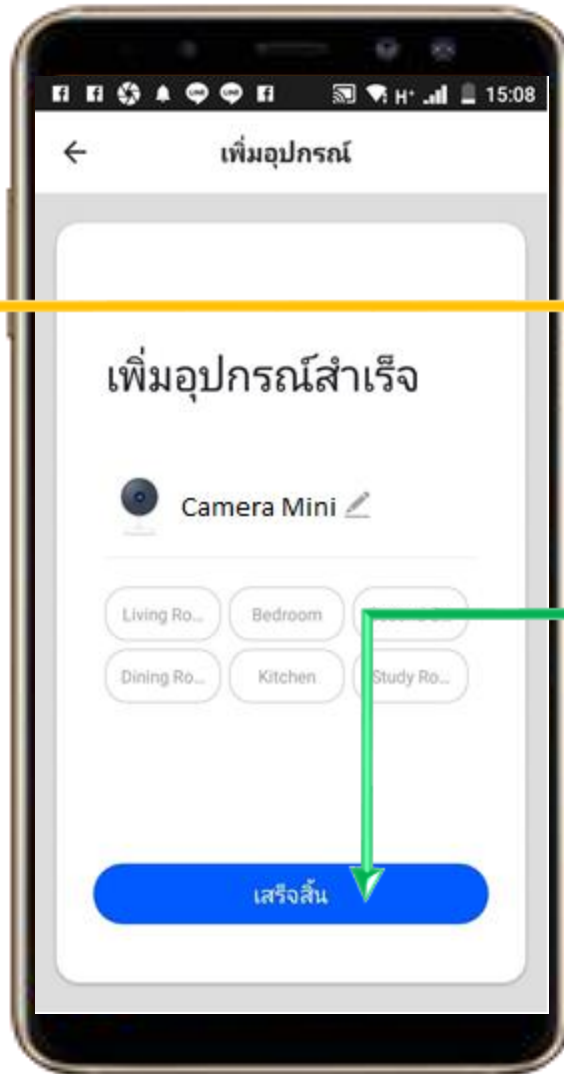 15:08
เพิ่มอุปกรณ์
เพิ่มอุปกรณ์สำเร็จ
Camera Mini
Living Ro... Bedroom
Dining Ro... Kitchen Study Ro...
เสร็จสิ้น